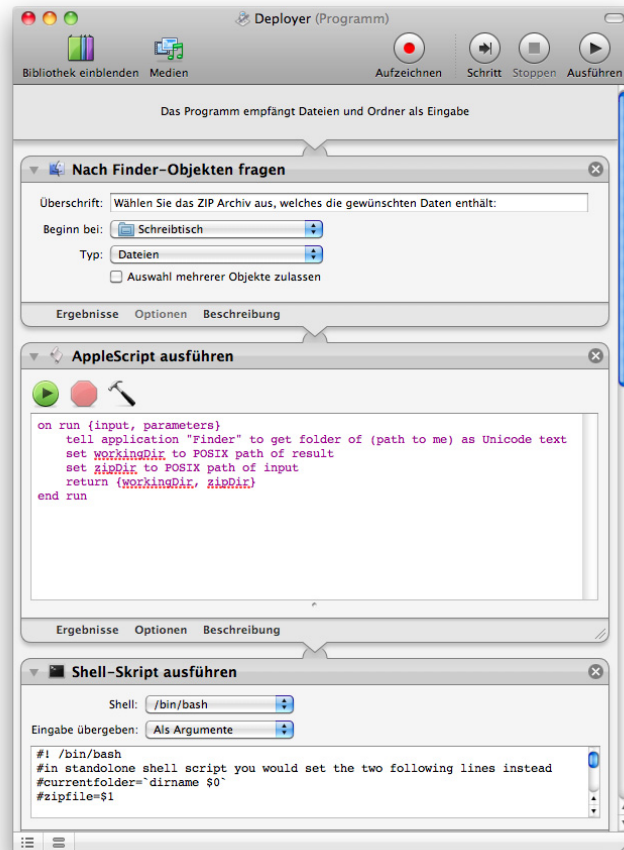 Deployer (Programm)
Bibliothek einblenden Medien Aufzeichnen Schritt Stoppen Ausführen
Das Programm empfängt Dateien und Ordner als Eingabe
Nach Finder-Objekten fragen
Überschrift: Wählen Sie das ZIP Archiv aus, welches die gewünschten Daten enthält:
Beginn bei: Schreibtisch
Typ: Dateien
Auswahl mehrerer Objekte zulassen
Ergebnisse Optionen Beschreibung
AppleScript ausführen
on run {input, parameters}
tell application "Finder" to get folder of (path to me) as Unicode text
set workingDir to POSIX path of result
set zipDir to POSIX path of input
return {workingDir, zipDir}
end run
Ergebnisse Optionen Beschreibung
Shell-Skript ausführen
Shell: /bin/bash
Eingabe übergeben: Als Argumente
#! /bin/bash
#in standolone shell script you would set the two following lines instead
#currentfolder=`dirname $0`
#zipfile=$1